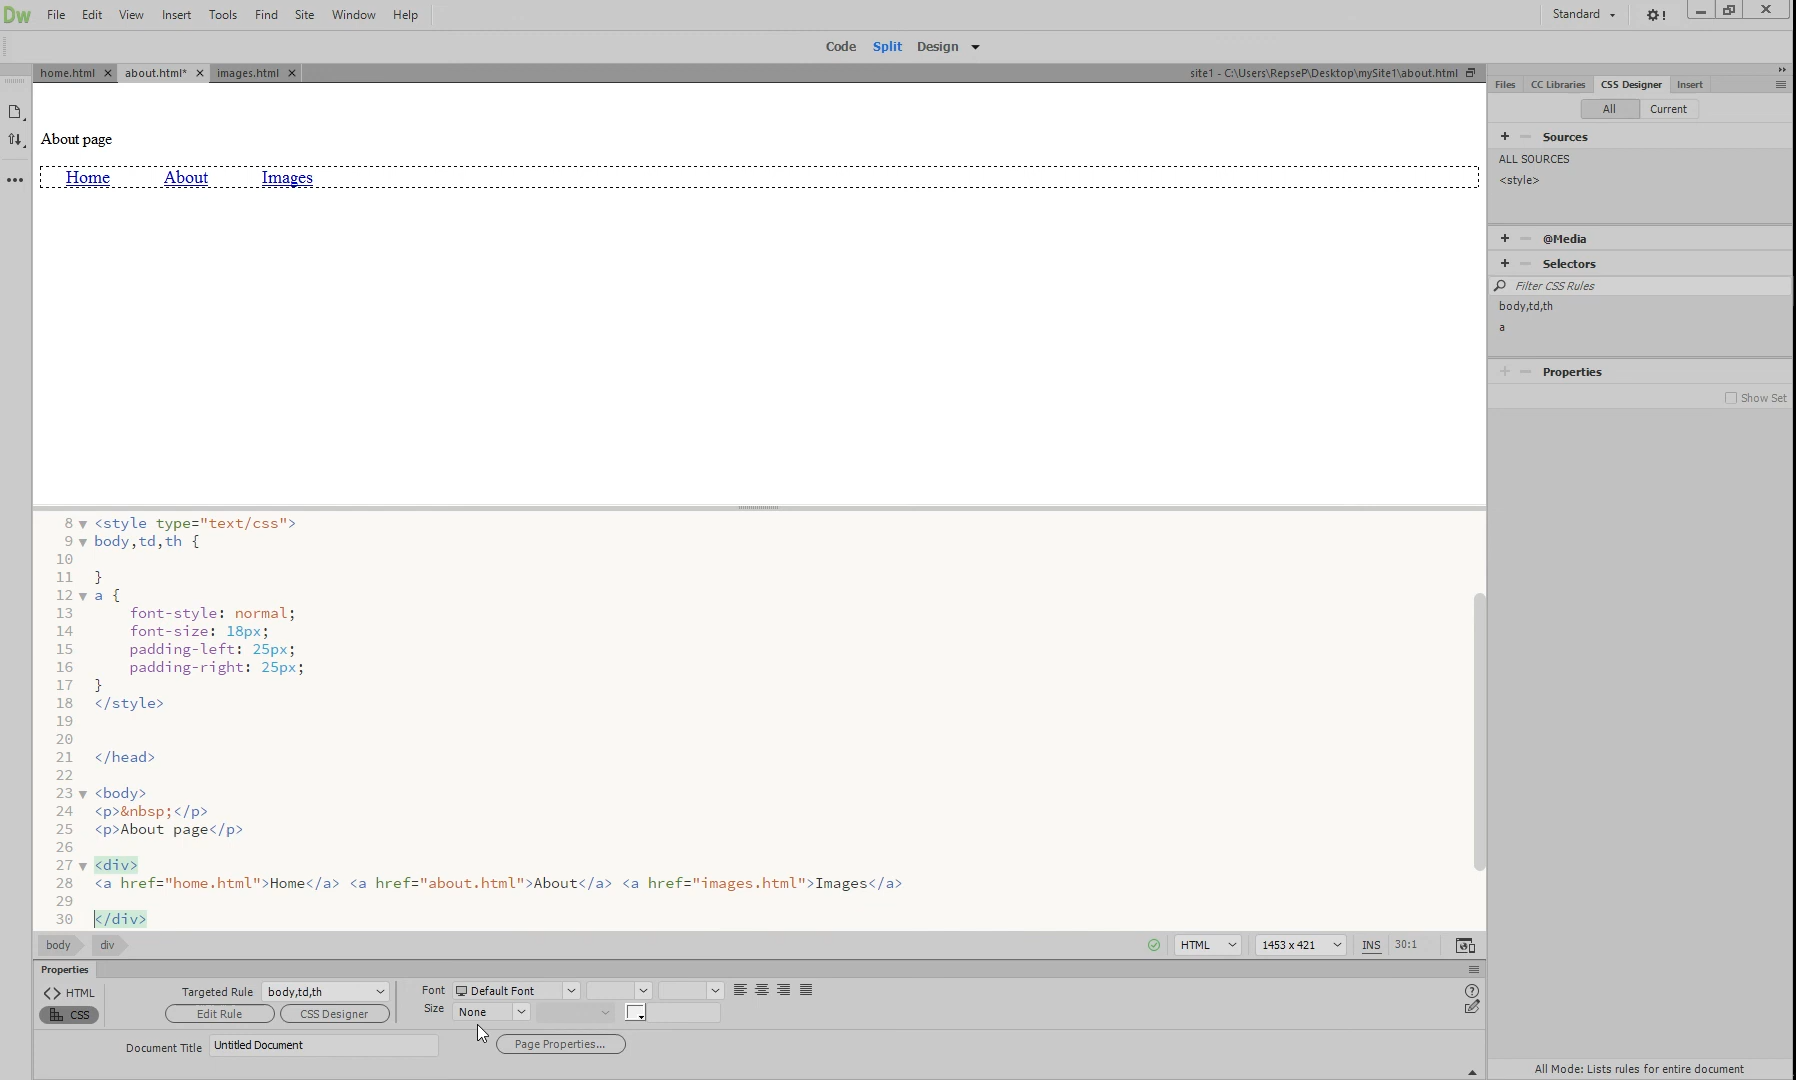 Dw File Edit View Insert Tools Find Site Window Help Standard !
Code Split Design
home.html about.html* images.html site1 - C:\Users\RepseP\Desktop\mySite1\about.html
Files CC Libraries CSS Designer Insert
All Current
About page
Home About Images
+ Sources
ALL SOURCES
<style>
+ @Media
+ Selectors
Filter CSS Rules
body,td,th
a
+ Properties
Show Set
8 <style type="text/css">
9 body,td,th {
10
11 }
12 a {
13 font-style: normal;
14 font-size: 18px;
15 padding-left: 25px;
16 padding-right: 25px;
17 }
18 </style>
19
20
21 </head>
22
23 <body>
24 <p>&nbsp;</p>
25 <p>About page</p>
26
27 <div>
28 <a href="home.html">Home</a> <a href="about.html">About</a> <a href="images.html">Images</a>
29
30 </div>
body div HTML 1453 x 421 INS 30:1
Properties
<> HTML Targeted Rule body,td,th Font Default Font
CSS Edit Rule CSS Designer Size None
Document Title Untitled Document Page Properties...
All Mode: Lists rules for entire document